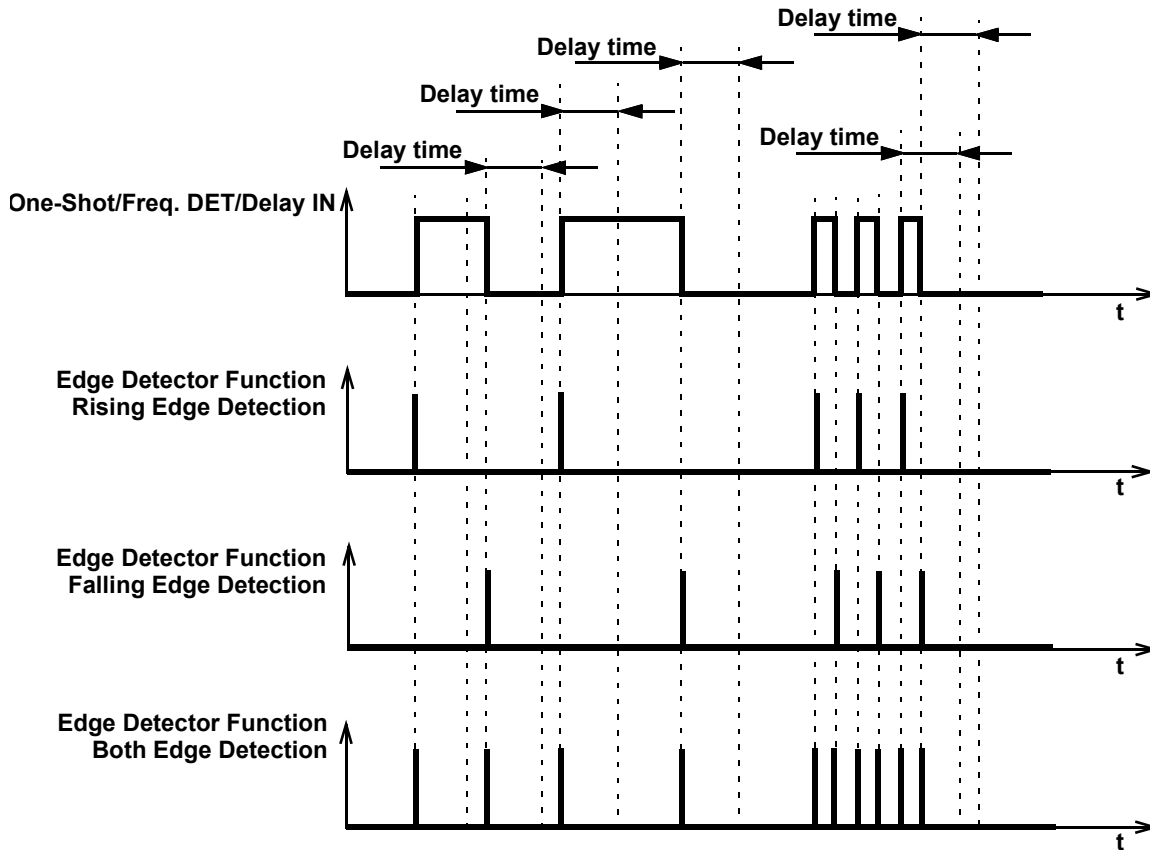 Delay time
Delay time
Delay time
Delay time
Delay time
One-Shot/Freq. DET/Delay IN
t
Edge Detector Function
Rising Edge Detection
t
Edge Detector Function
Falling Edge Detection
t
Edge Detector Function
Both Edge Detection
t